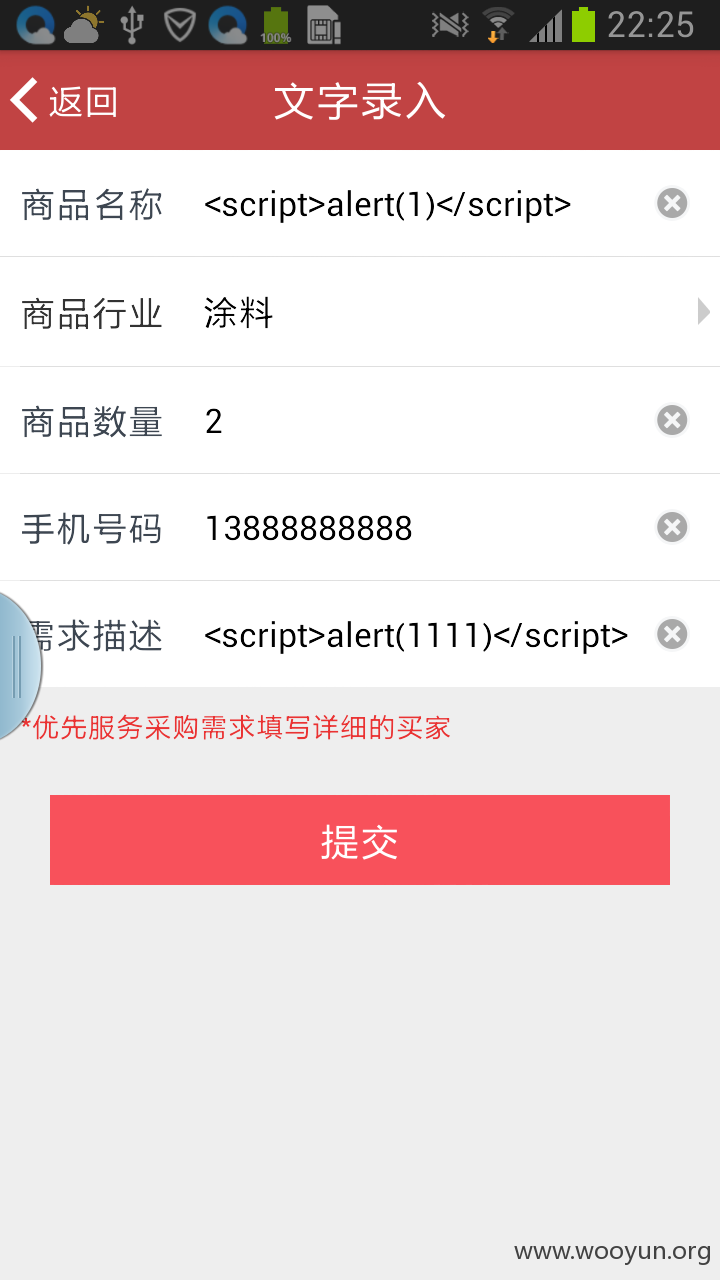 100%
22:25
返回
文字录入
商品名称 <script>alert(1)</script>
商品行业 涂料
商品数量 2
手机号码 13888888888
需求描述 <script>alert(1111)</script>
*优先服务采购需求填写详细的买家
提交
www.wooyun.org